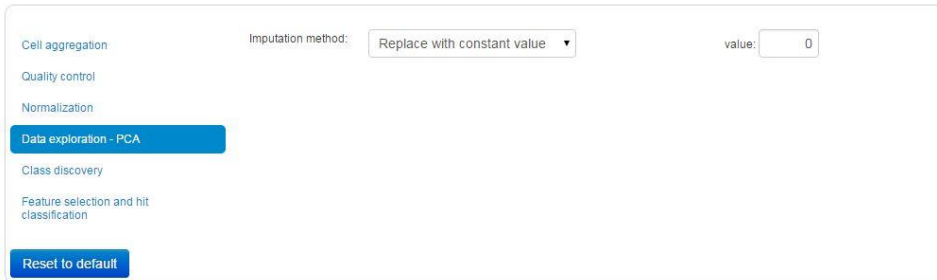 Cell aggregation
Imputation method: Replace with constant value value: 0
Quality control
Normalization
Data exploration - PCA
Class discovery
Feature selection and hit
classification
Reset to default